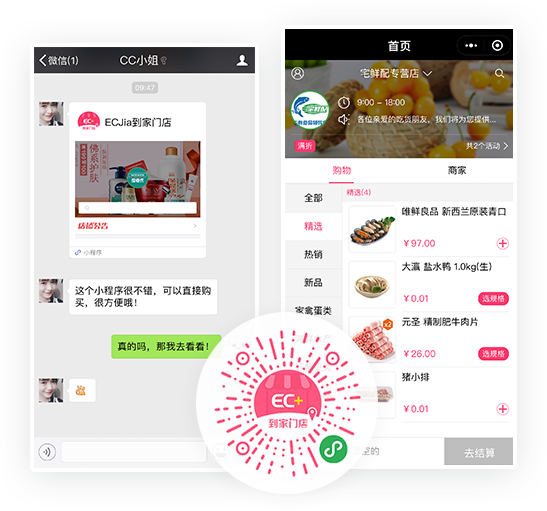 微信(1)
CC小姐
09:47
EC+
到家门店
ECJia到家门店
佛系护肤
店铺公告
小程序
这个小程序很不错，可以直接购
买，很方便哦！
真的吗，那我去看看！
首页
宅鲜配专营店
9:00 ~ 18:00
各位亲爱的吃货朋友，我们将为您提供...
满折
共2个活动
购物
商家
全部
精选
热销
新品
家禽蛋类
精选(4)
唯鲜良品 新西兰原装青口
￥97.00
大瀛 盐水鸭 1.0kg(生)
￥0.01
选规格
x2
元圣 精制肥牛肉片
￥26.00
选规格
猪小排
￥0.01
空的
去结算
EC+
到家门店